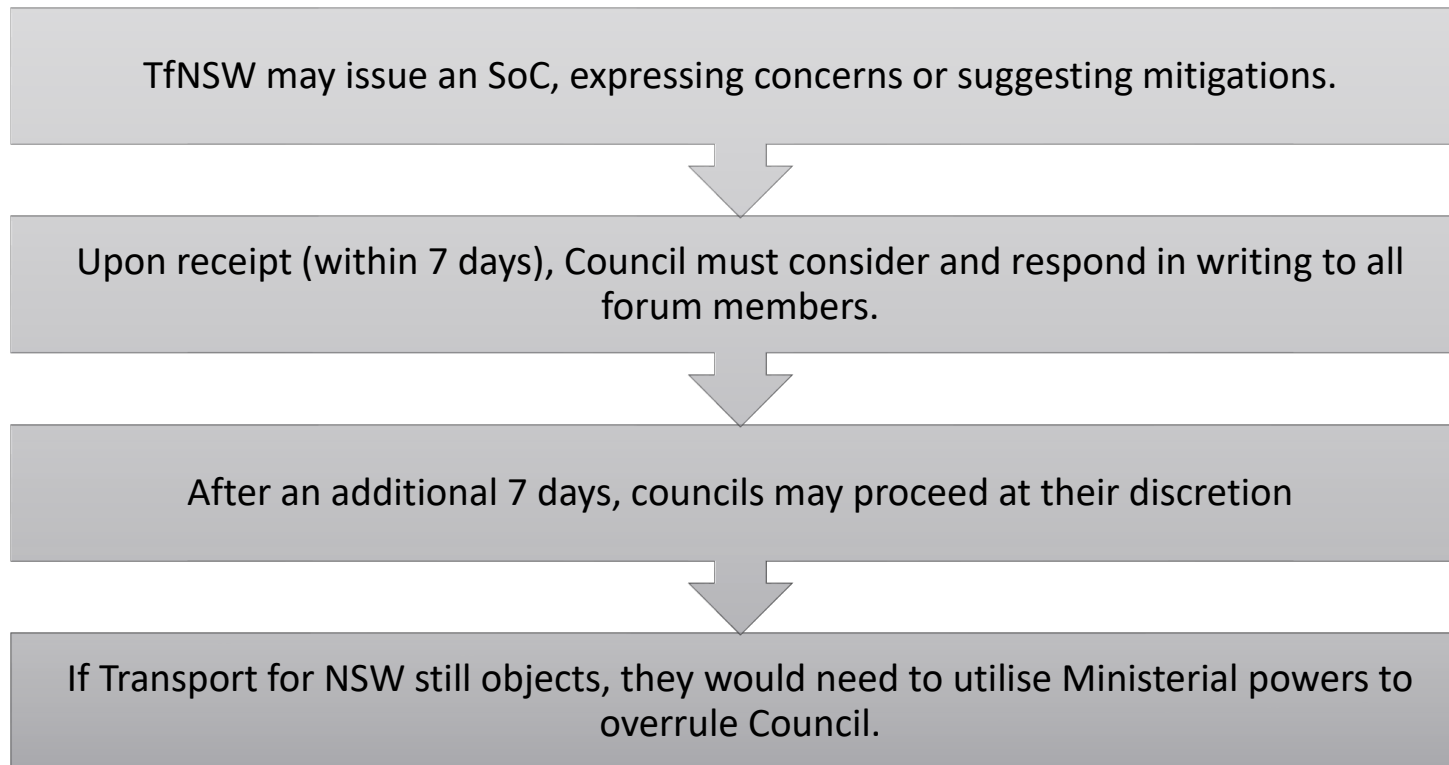 TfNSW may issue an SoC, expressing concerns or suggesting mitigations.
Upon receipt (within 7 days), Council must consider and respond in writing to all
forum members.
After an additional 7 days, councils may proceed at their discretion
If Transport for NSW still objects, they would need to utilise Ministerial powers to
overrule Council.